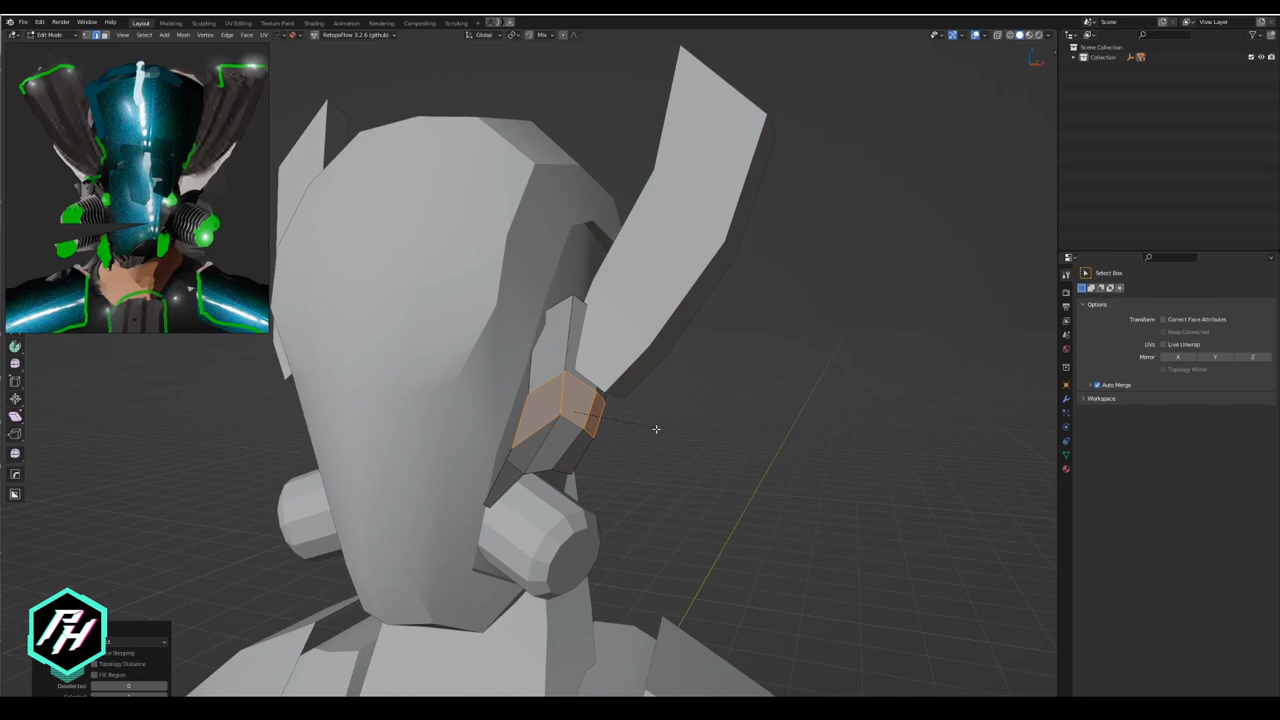 File Edit Render Window Help Layout Modeling Sculpting UV Editing Texture Paint Shading Animation Rendering Compositing Scripting + Scene View Layer
Edit Mode View Select Add Mesh Vertex Edge Face UV RetopoFlow 3.2.6 (github) Global Mix
Scene Collection
Collection
Select Box
Options
Transform Correct Face Attributes
Keep Connected
UVs Live Unwrap
Mirror X Y Z
Topology Mirror
Auto Merge
Workspace
PH
Topology Distance
Fill Region
Deselected 0